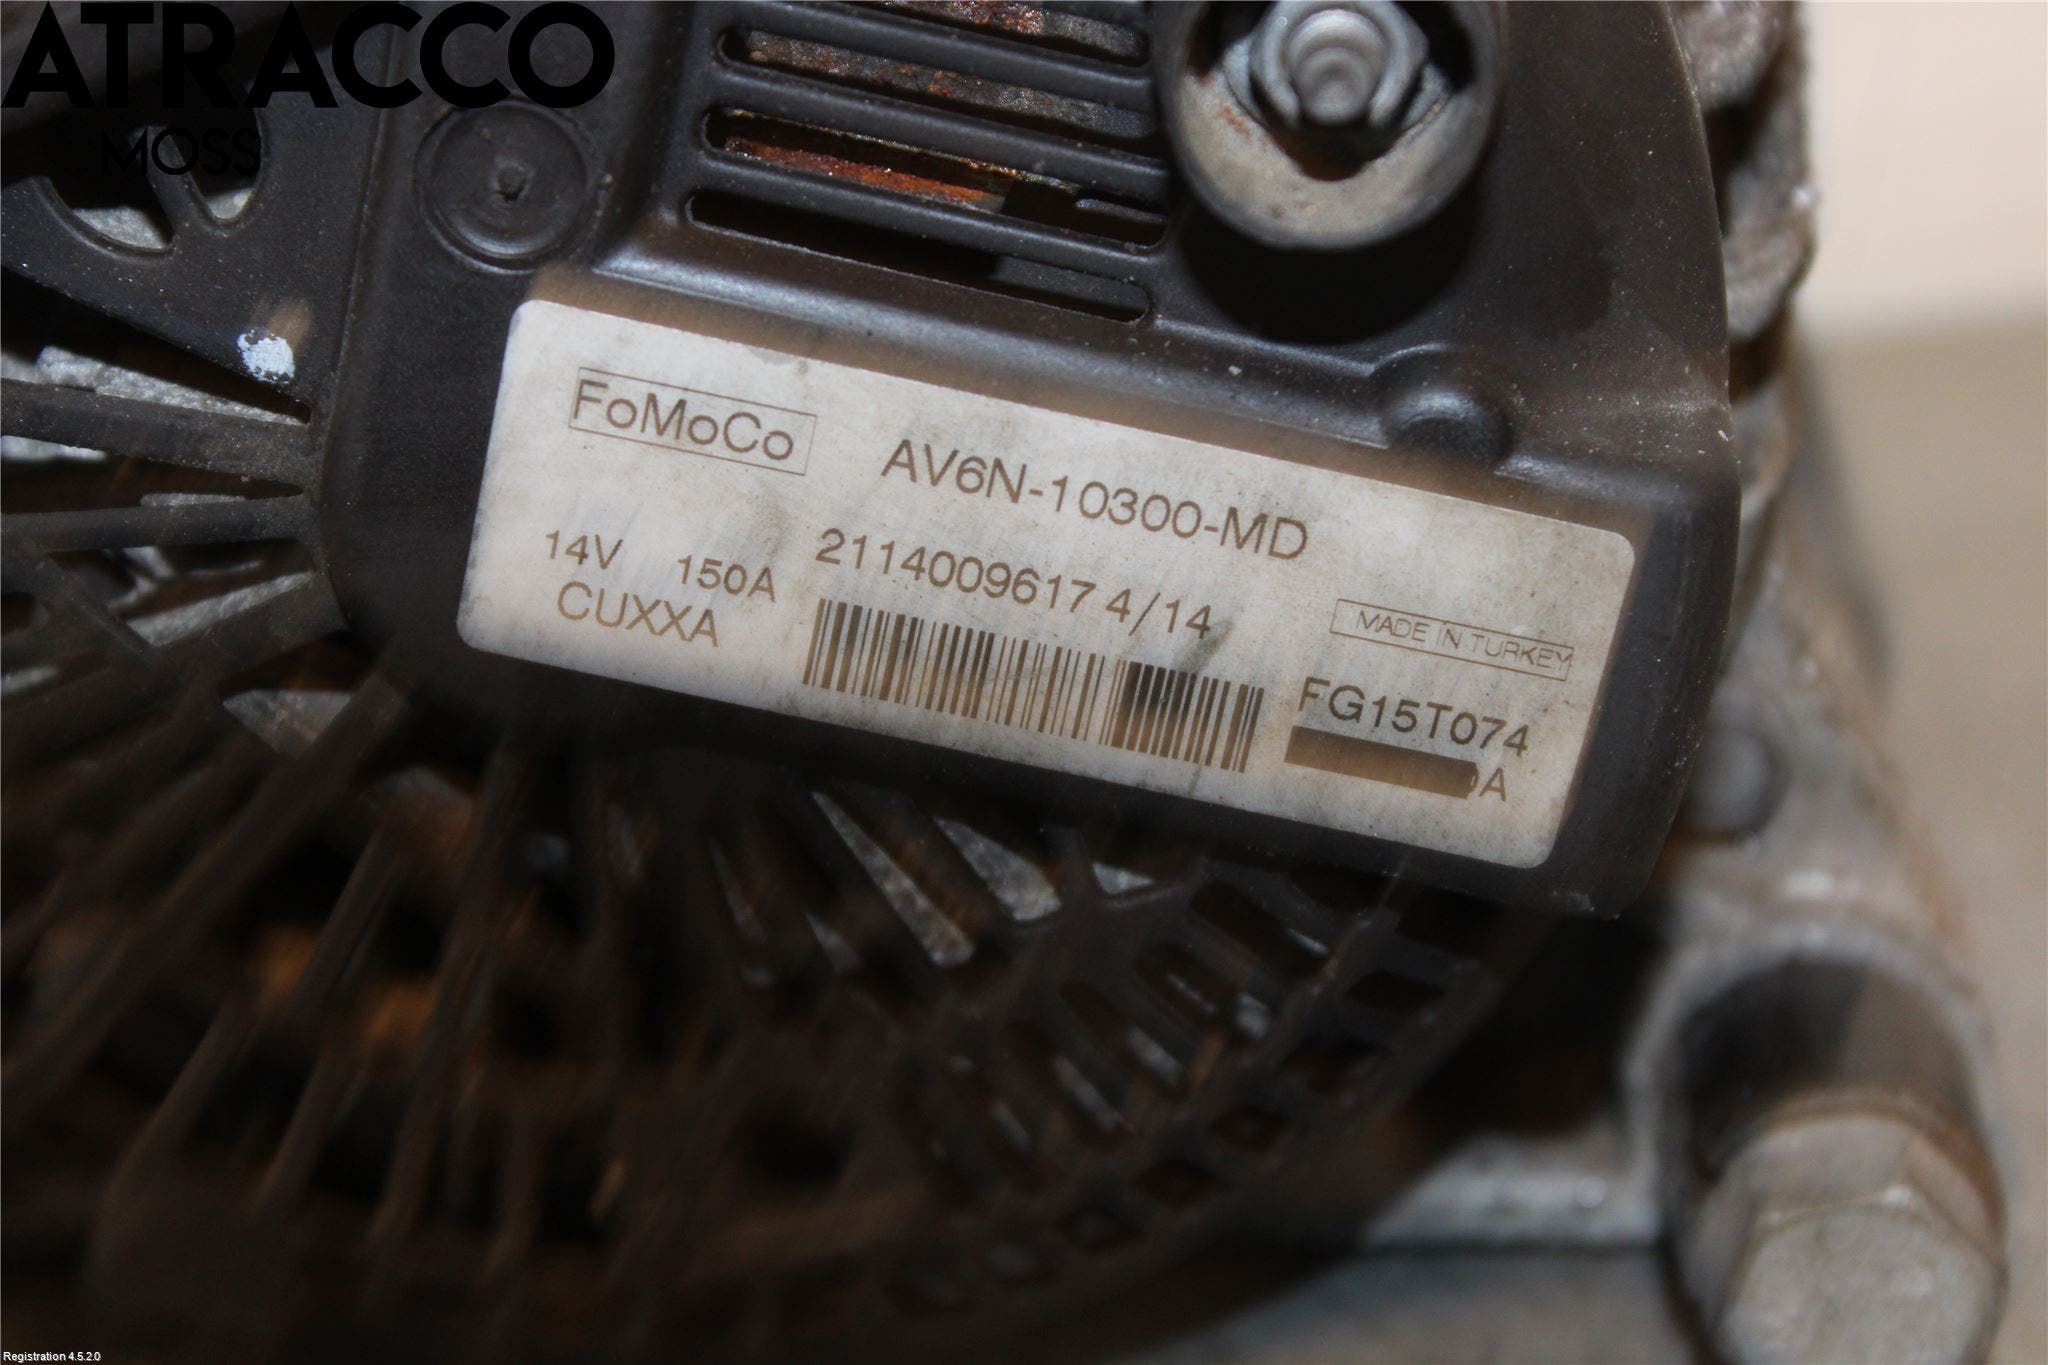 ATRACCO
MOSS
FoMoCo
AV6N-10300-MD
14V 150A
2114009617 4/14
CUXXA
MADE IN TURKEY
FG15T074
A
Registration 4.5.2.0